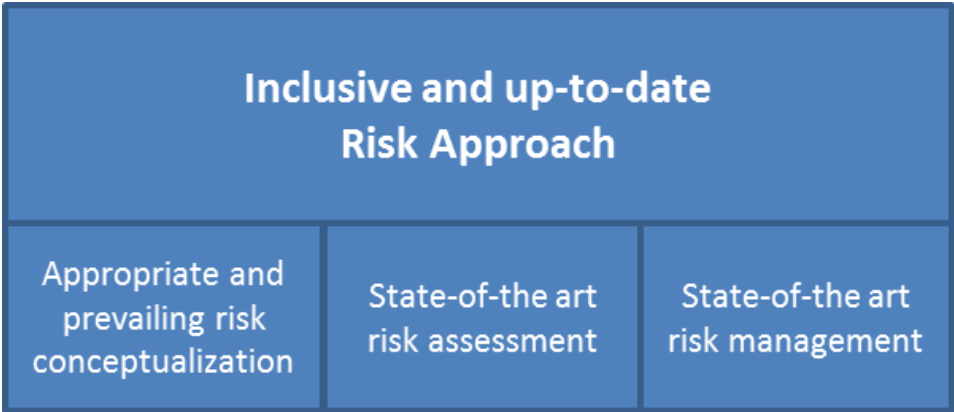 Inclusive and up-to-date
Risk Approach
Appropriate and
prevailing risk
conceptualization
State-of-the art
risk assessment
State-of-the art
risk management